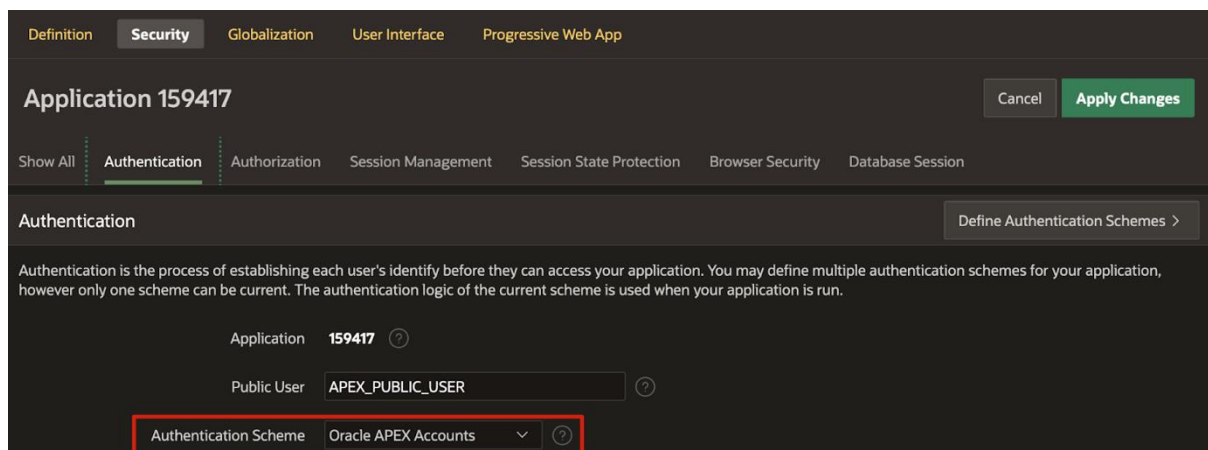 Definition Security Globalization User Interface Progressive Web App
Application 159417 Cancel Apply Changes
Show All Authentication Authorization Session Management Session State Protection Browser Security Database Session
Authentication Define Authentication Schemes >
Authentication is the process of establishing each user's identify before they can access your application. You may define multiple authentication schemes for your application,
however only one scheme can be current. The authentication logic of the current scheme is used when your application is run.
Application 159417 ?
Public User APEX_PUBLIC_USER ?
Authentication Scheme Oracle APEX Accounts ?